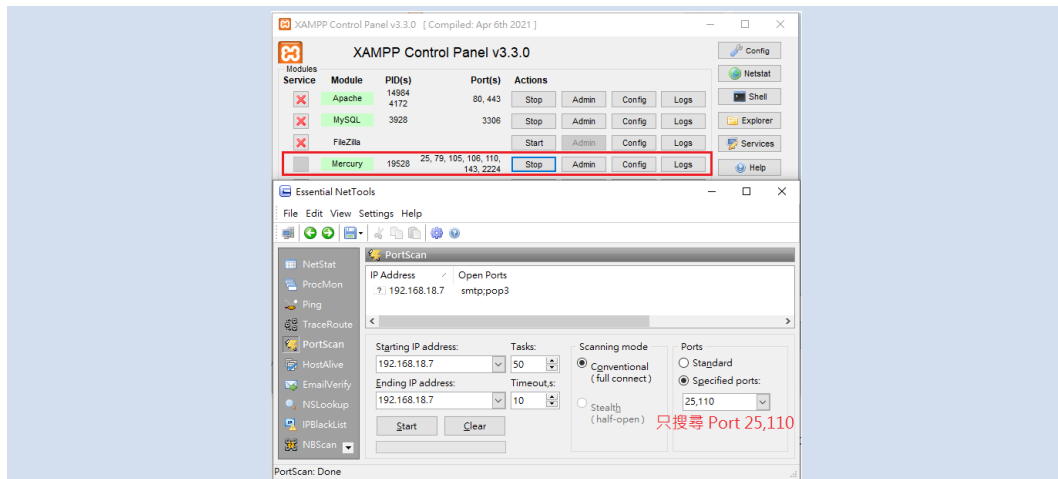 XAMPP Control Panel v3.3.0 [ Compiled: Apr 6th 2021 ]
XAMPP Control Panel v3.3.0
Config
Modules
Service Module PID(s) Port(s) Actions
Netstat
Apache 14984 4172 80, 443 Stop Admin Config Logs
Shell
MySQL 3928 3306 Stop Admin Config Logs
Explorer
FileZilla Start Admin Config Logs
Services
Mercury 19528 25, 79, 105, 106, 110, 143, 2224 Stop Admin Config Logs
Help
Essential NetTools
File Edit View Settings Help
NetStat
ProcMon
Ping
TraceRoute
PortScan
HostAlive
EmailVerify
NSLookup
IPBlackList
NBScan
PortScan
IP Address Open Ports
? 192.168.18.7 smtp;pop3
Starting IP address: Tasks: Scanning mode Ports
192.168.18.7 50 Conventional (full connect) Standard
Ending IP address: Timeout,s: Specified ports:
192.168.18.7 10 Stealth (half-open) 25,110
只搜尋 Port 25,110
Start Clear
PortScan: Done